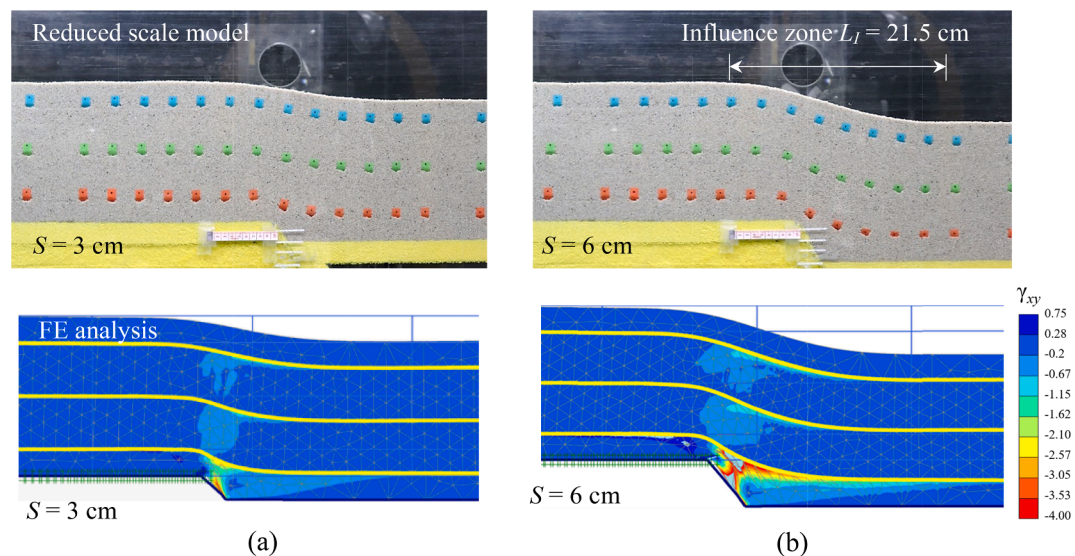 Reduced scale model
S = 3 cm
Influence zone L_I = 21.5 cm
S = 6 cm
FE analysis
S = 3 cm
S = 6 cm
γxy
0.75
0.28
-0.2
-0.67
-1.15
-1.62
-2.10
-2.57
-3.05
-3.53
-4.00
(a)
(b)